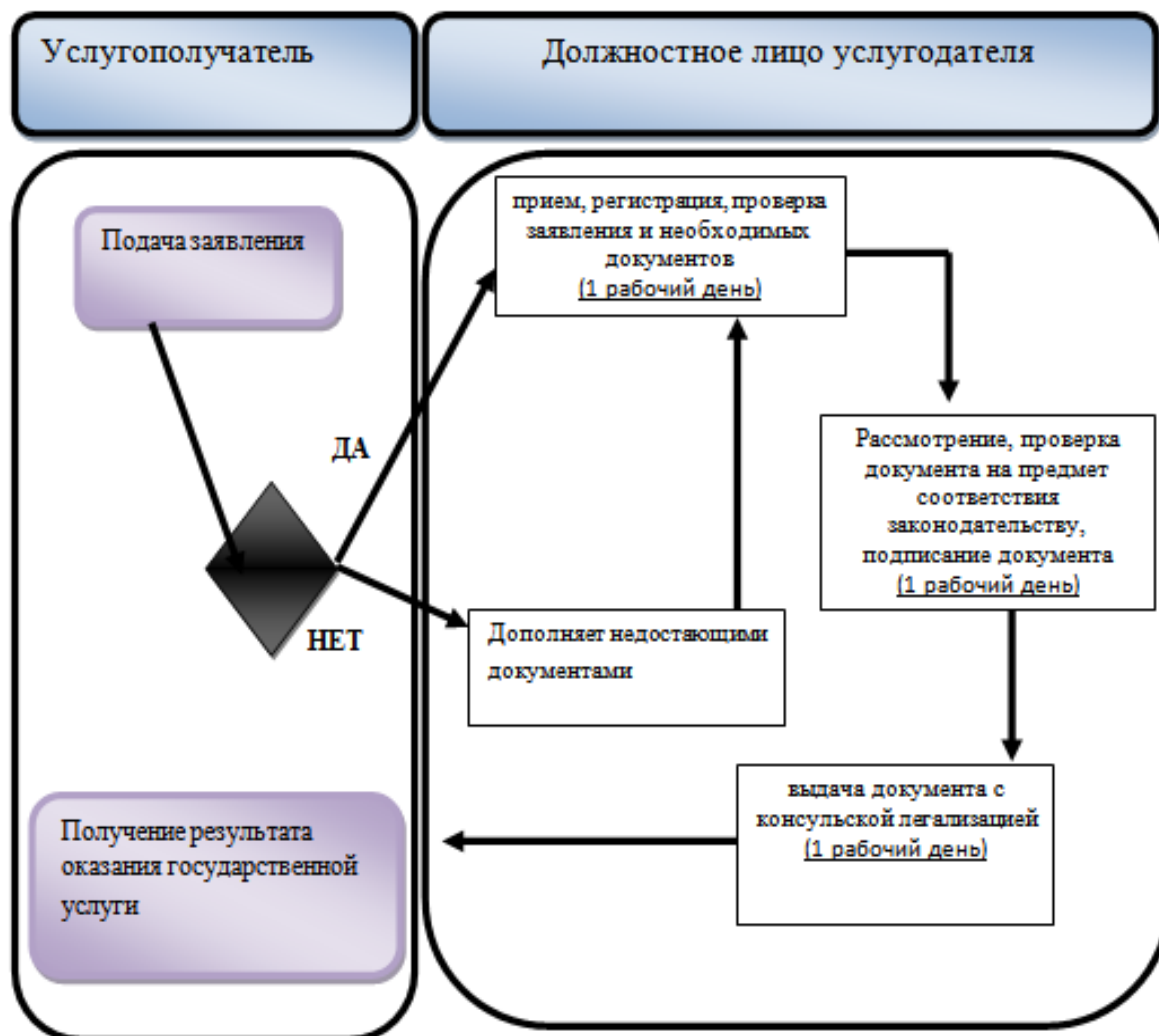 Услугополучатель
Должностное лицо услугодателя
Подача заявления
прием, регистрация, проверка
заявления и необходимых
документов
(1 рабочий день)
ДА
Рассмотрение, проверка
документа на предмет
соответствия
законодательству,
подписание документа
(1 рабочий день)
НЕТ
Дополняет недостающими
документами
выдача документа с
консульской легализацией
(1 рабочий день)
Получение результата
оказания государственной
услуги